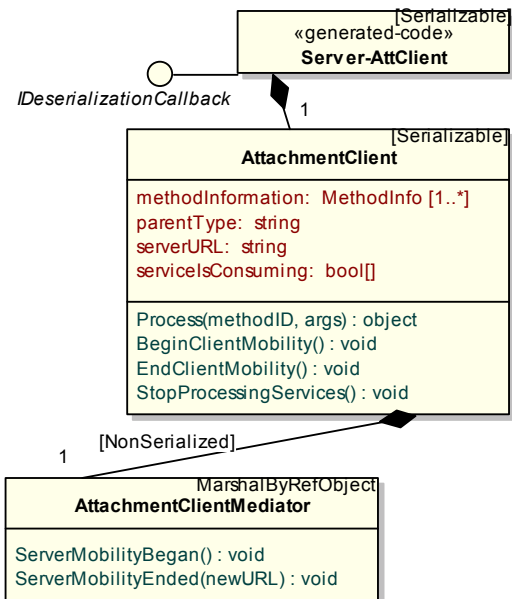 [Serializable]
«generated-code»
Server-AttClient
IDeserializationCallback
1
[Serializable]
AttachmentClient
methodInformation: MethodInfo [1..*]
parentType: string
serverURL: string
serviceIsConsuming: bool[]
Process(methodID, args) : object
BeginClientMobility() : void
EndClientMobility() : void
StopProcessingServices() : void
[NonSerialized]
1
MarshalByRefObject
AttachmentClientMediator
ServerMobilityBegan() : void
ServerMobilityEnded(newURL) : void